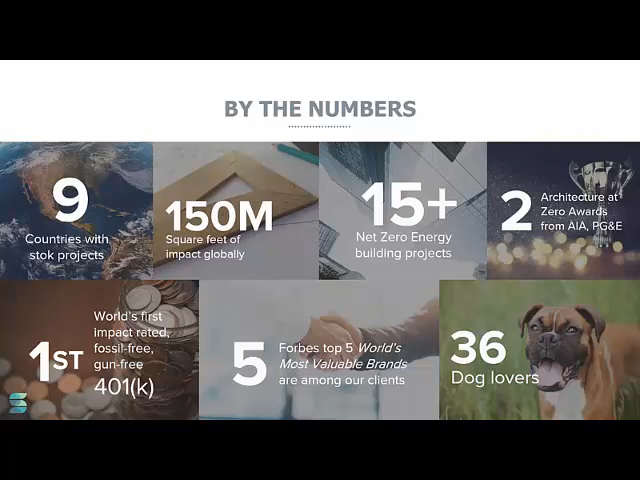 BY THE NUMBERS
9
Countries with
stok projects
150M
Square feet of
impact globally
15+
Net Zero Energy
building projects
2
Architecture at
Zero Awards
from AIA, PG&E
1ST
World's first
impact rated,
fossil-free,
gun-free
401(k)
5
Forbes top 5 World's
Most Valuable Brands
are among our clients
36
Dog lovers